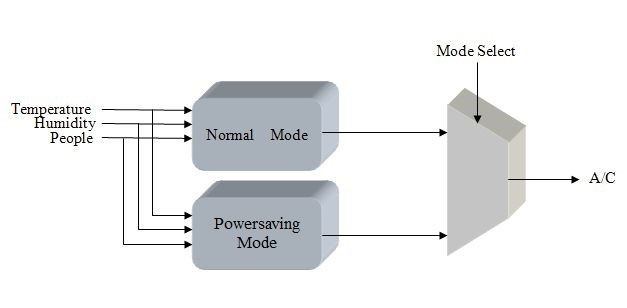 Mode Select
Temperature
Humidity
People
Normal Mode
A/C
Powersaving
Mode